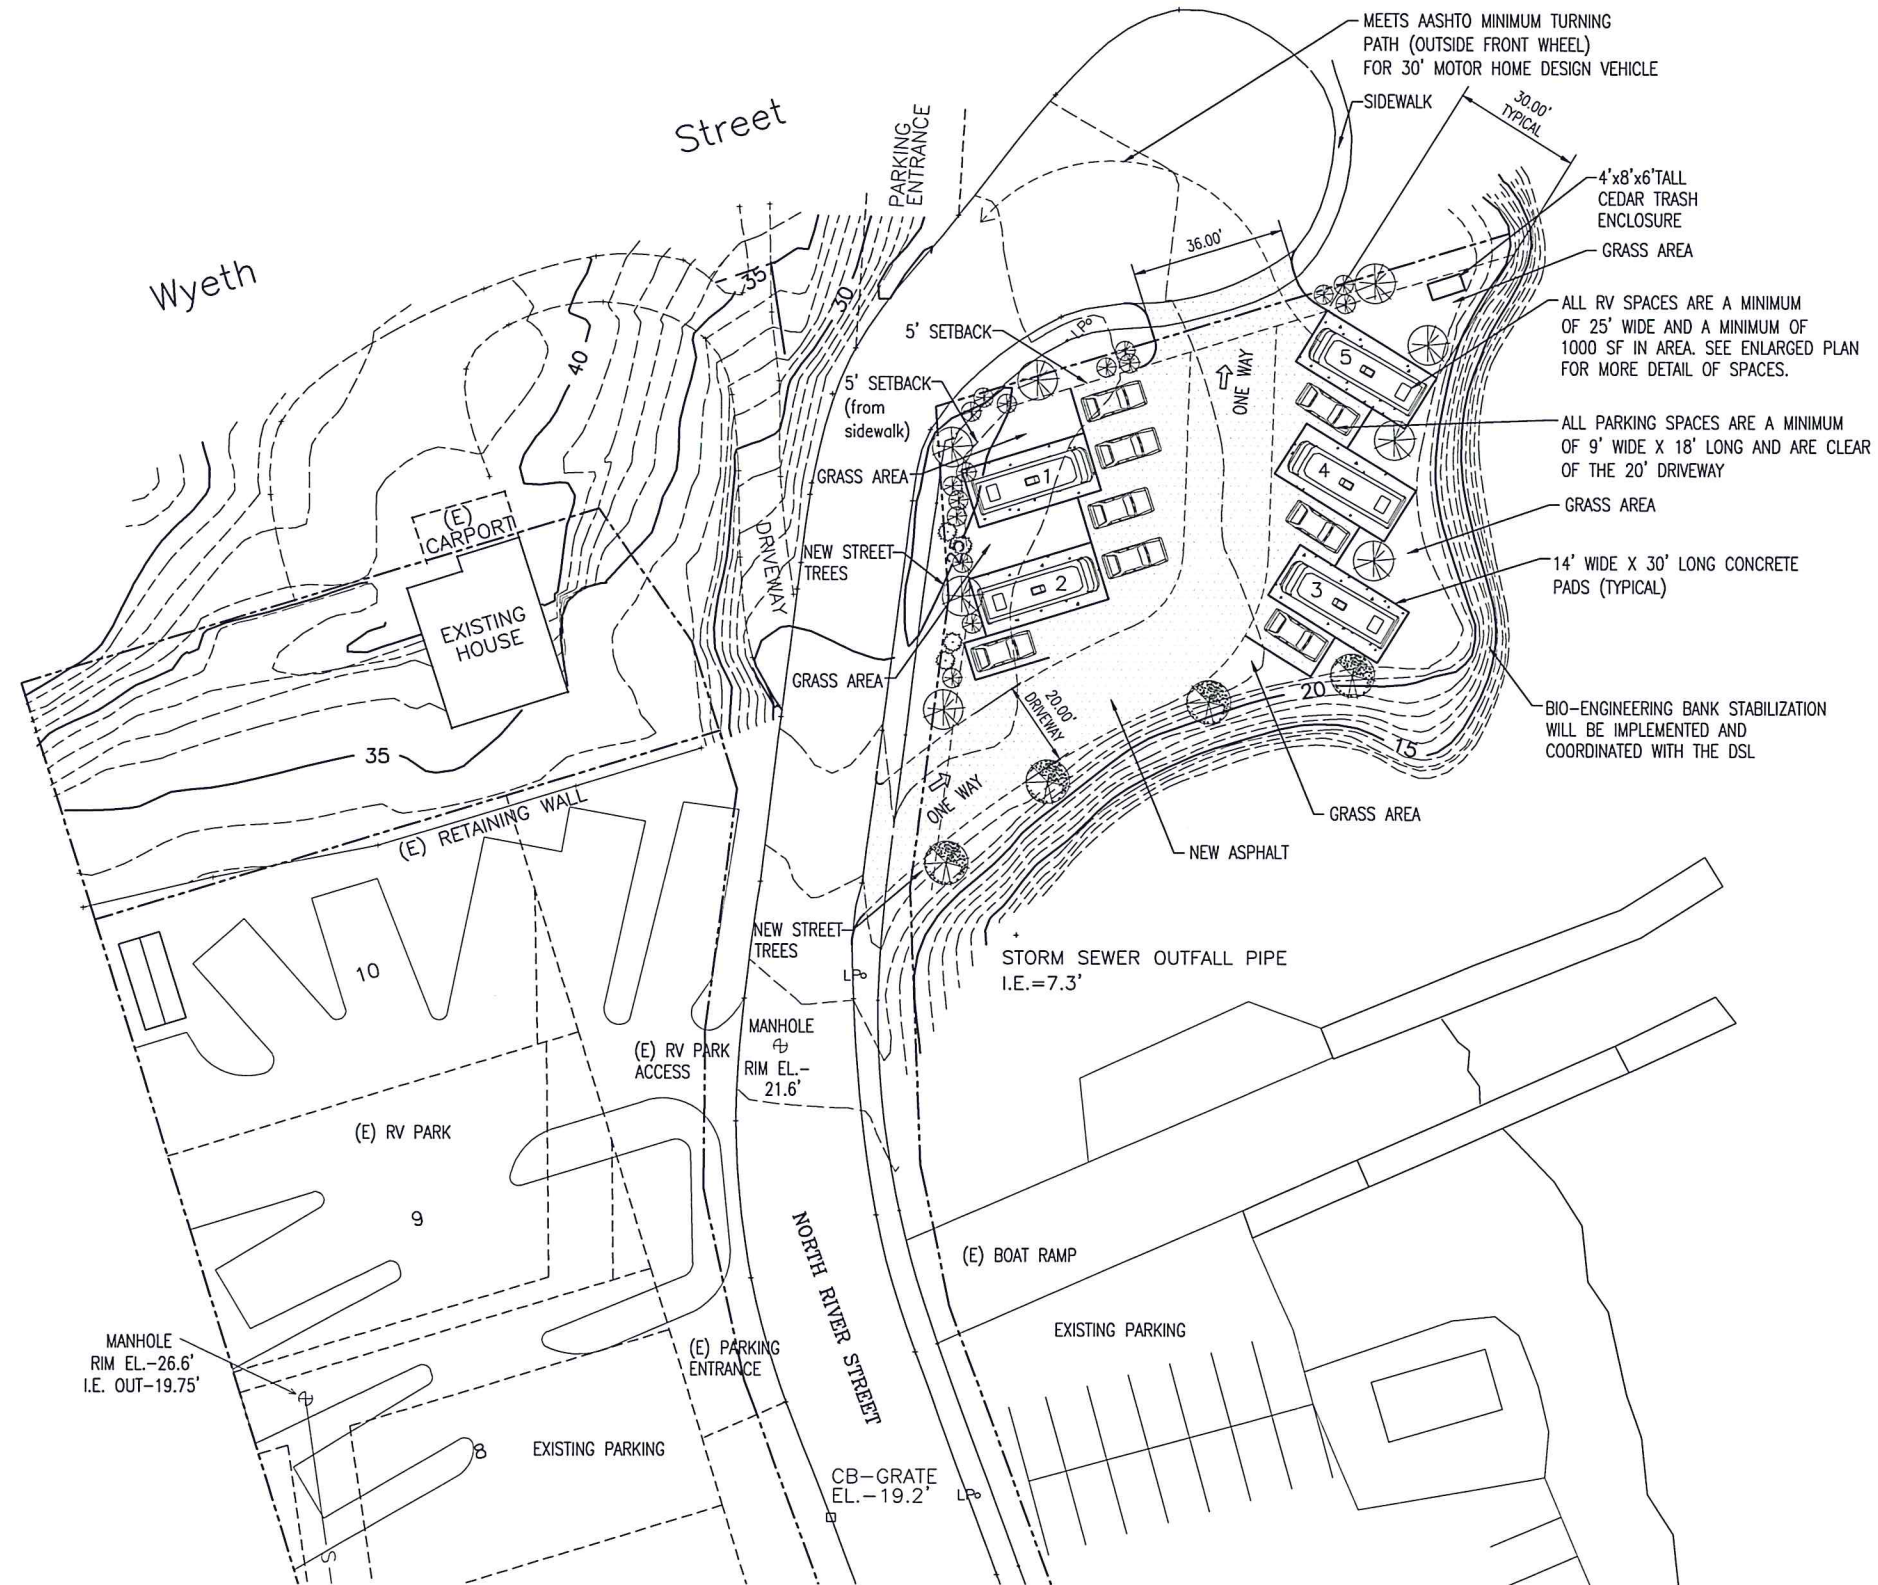 MEETS AASHTO MINIMUM TURNING
PATH (OUTSIDE FRONT WHEEL)
FOR 30' MOTOR HOME DESIGN VEHICLE
SIDEWALK
30.00'
TYPICAL
Street
Wyeth
PARKING
ENTRANCE
4'x8'x6'TALL
CEDAR TRASH
ENCLOSURE
GRASS AREA
36.00'
35
30
40
LP
5' SETBACK
5' SETBACK
(from
sidewalk)
ONE WAY
ALL RV SPACES ARE A MINIMUM
OF 25' WIDE AND A MINIMUM OF
1000 SF IN AREA. SEE ENLARGED PLAN
FOR MORE DETAIL OF SPACES.
5
ALL PARKING SPACES ARE A MINIMUM
OF 9' WIDE X 18' LONG AND ARE CLEAR
OF THE 20' DRIVEWAY
GRASS AREA
1
4
GRASS AREA
(E)
CARPORT
DRIVEWAY
25
NEW STREET
TREES
2
3
14' WIDE X 30' LONG CONCRETE
PADS (TYPICAL)
EXISTING
HOUSE
GRASS AREA
20.00'
DRIVEWAY
20
15
BIO-ENGINEERING BANK STABILIZATION
WILL BE IMPLEMENTED AND
COORDINATED WITH THE DSL
35
ONE WAY
GRASS AREA
NEW ASPHALT
(E) RETAINING WALL
NEW STREET
TREES
10
LP
STORM SEWER OUTFALL PIPE
I.E.=7.3'
MANHOLE
RIM EL.-
21.6'
(E) RV PARK
ACCESS
(E) RV PARK
9
NORTH RIVER STREET
(E) BOAT RAMP
EXISTING PARKING
MANHOLE
RIM EL.-26.6'
I.E. OUT-19.75'
(E) PARKING
ENTRANCE
8
EXISTING PARKING
CB-GRATE
EL.-19.2'
LP
S